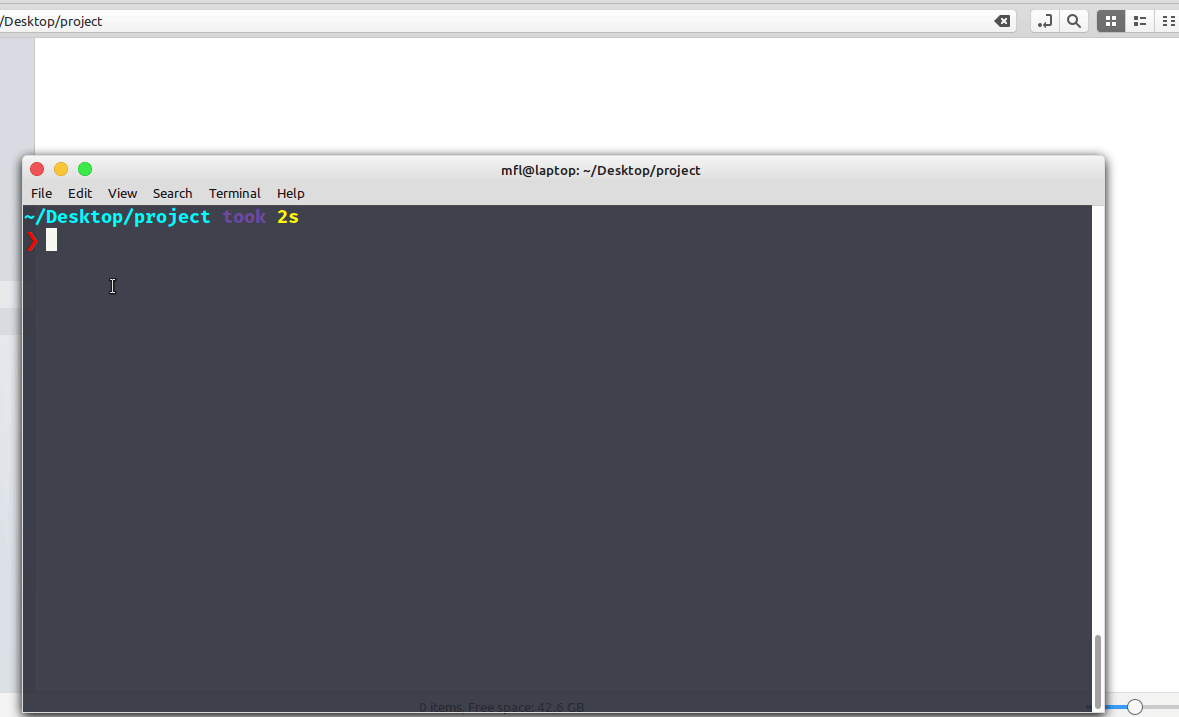 /Desktop/project
mfl@laptop: ~/Desktop/project
File Edit View Search Terminal Help
~/Desktop/project took 2s
❯
0 items, Free space: 42,6 GB